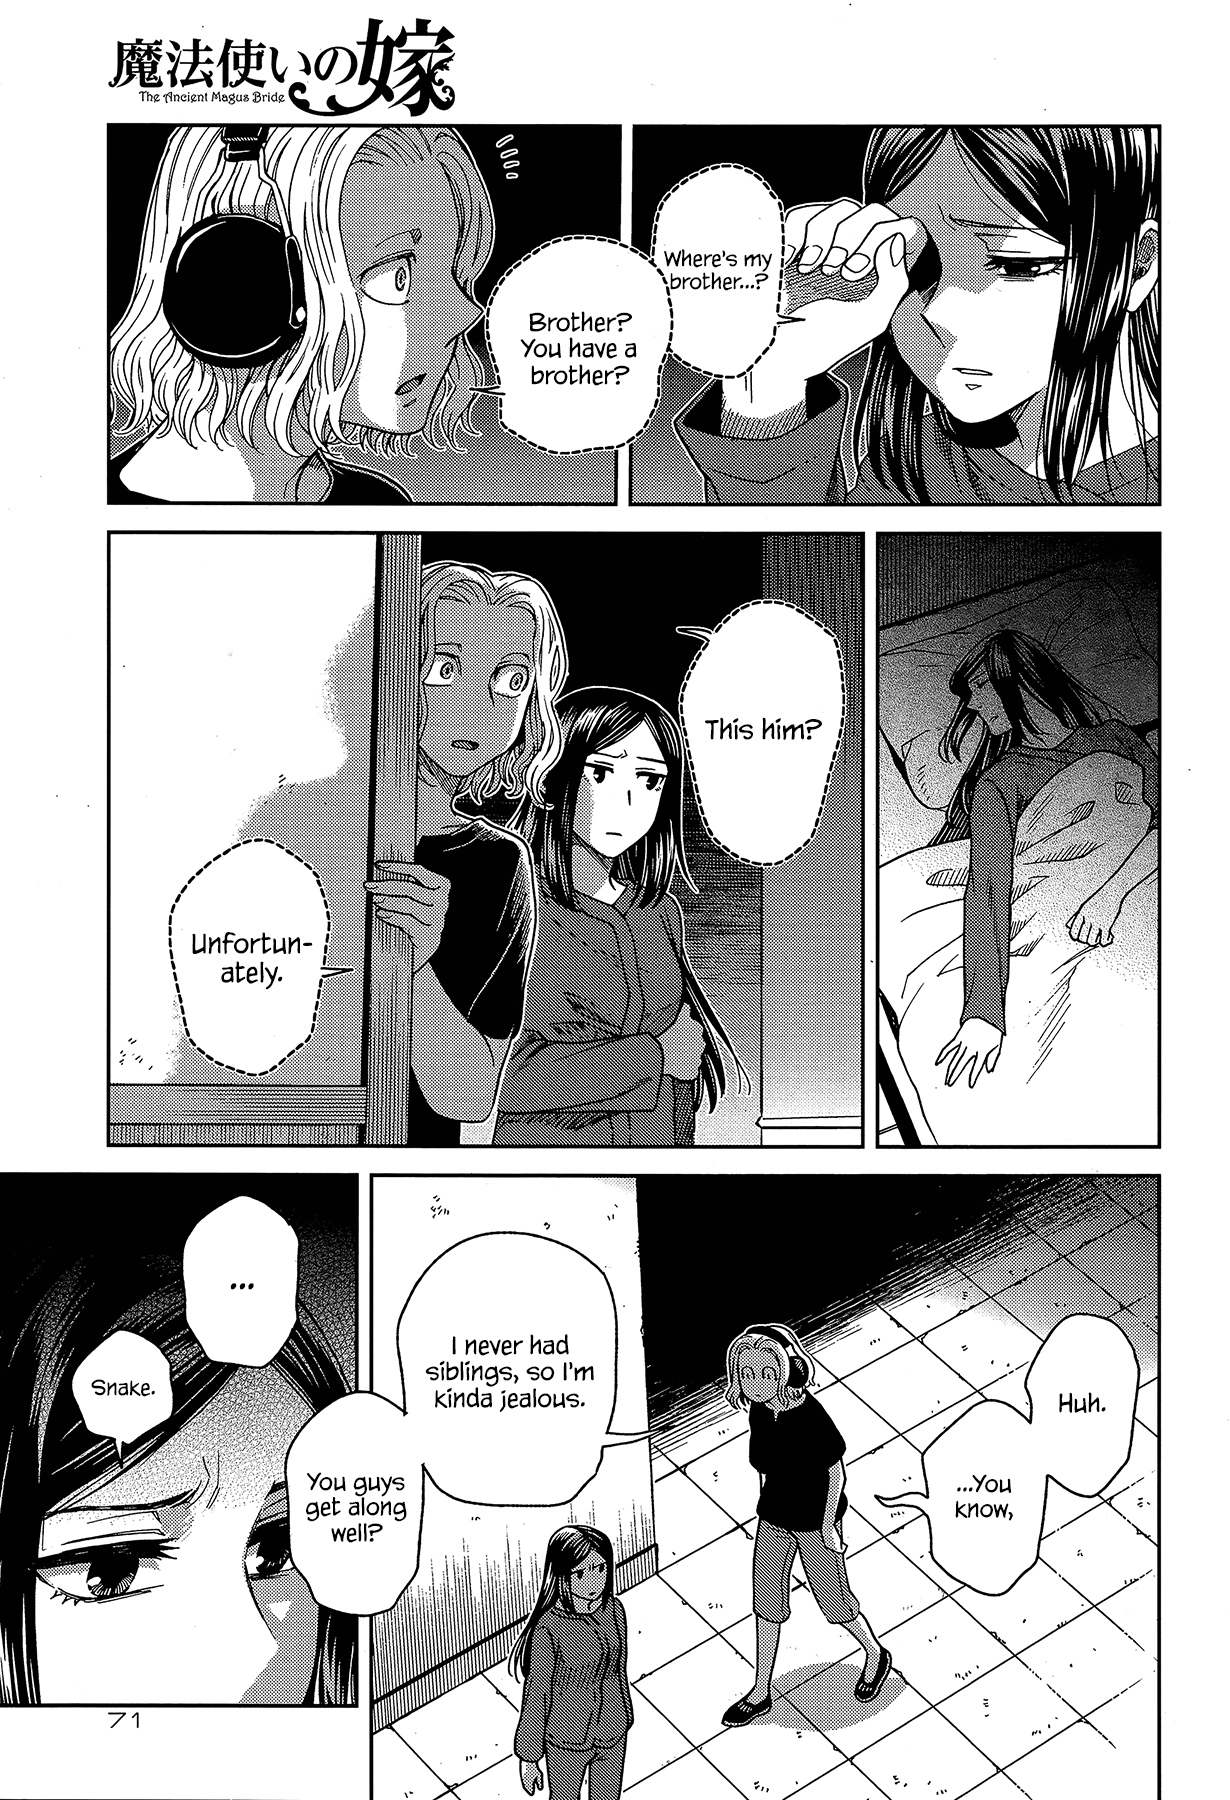 魔法使いの嫁
The Ancient Magus Bride
Where's my
brother...?
Brother?
You have a
brother?
This him?
Unfortun-
ately.
Huh.
...You
know,
I never had
siblings, so I'm
kinda jealous.
You guys
get along
well?
...
Snake.
71